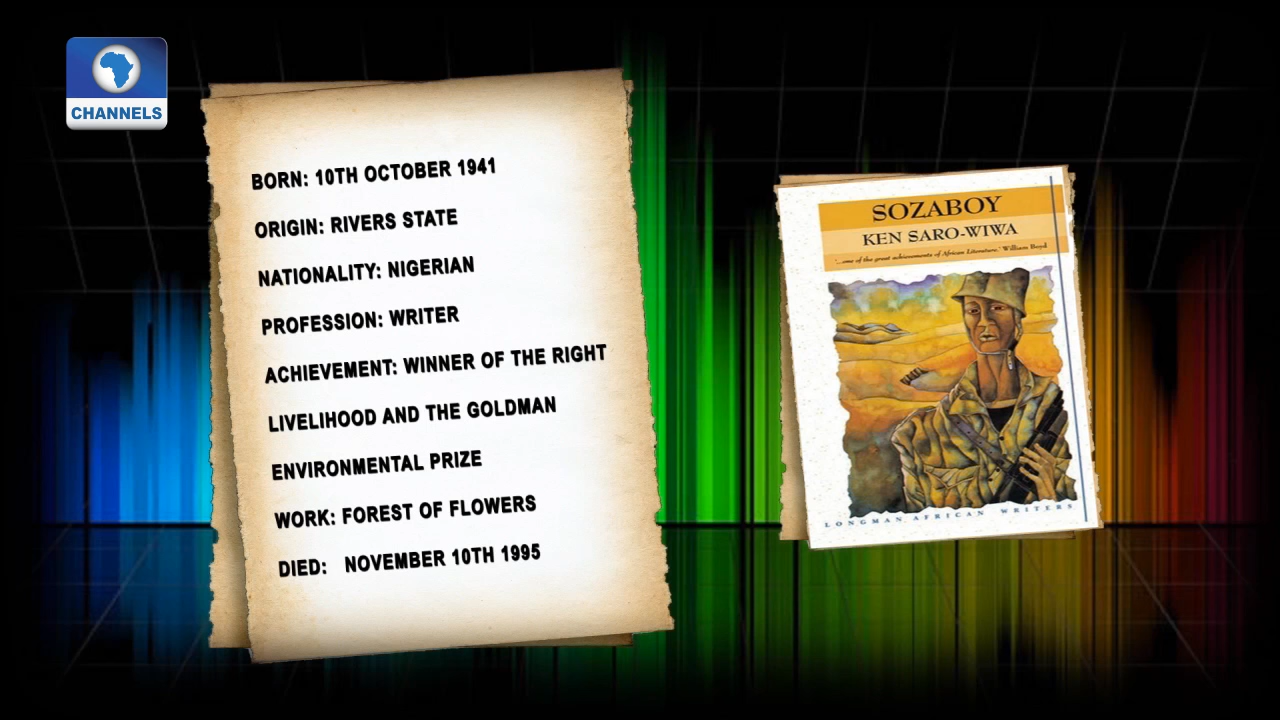 CHANNELS
BORN: 10TH OCTOBER 1941
ORIGIN: RIVERS STATE
NATIONALITY: NIGERIAN
PROFESSION: WRITER
ACHIEVEMENT: WINNER OF THE RIGHT
LIVELIHOOD AND THE GOLDMAN
ENVIRONMENTAL PRIZE
WORK: FOREST OF FLOWERS
DIED: NOVEMBER 10TH 1995
SOZABOY
KEN SARO-WIWA
'...one of the great achievements of African Literature.' William Boyd
LONGMAN AFRICAN WRITERS